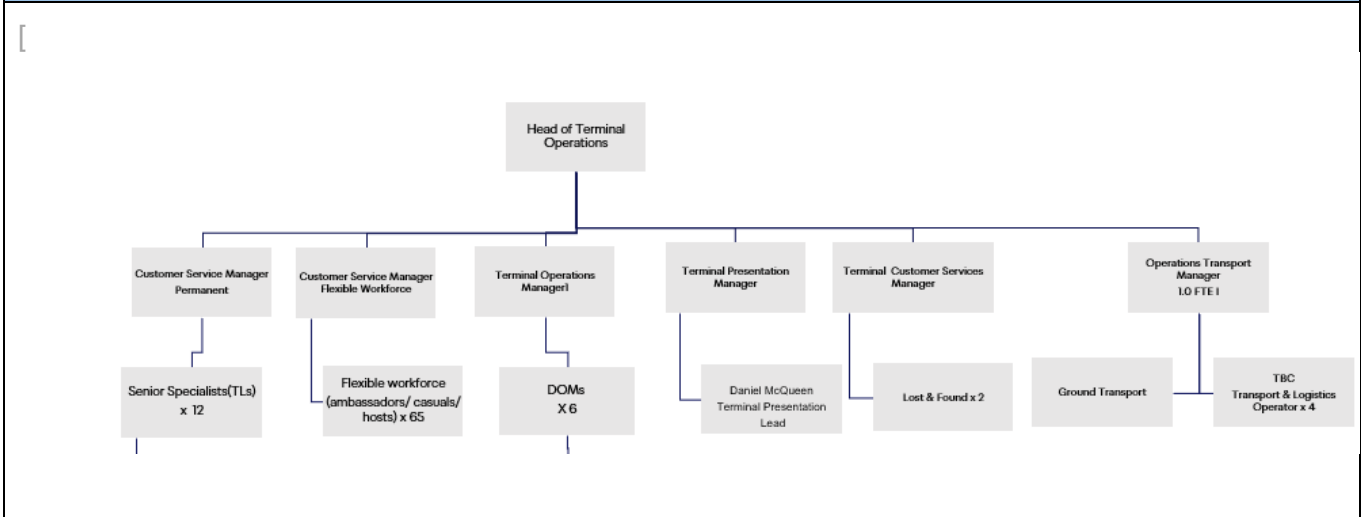 [
Head of Terminal
Operations
Customer Service Manager
Permanent
Customer Service Manager
Flexible Workforce
Terminal Operations
Manager1
Terminal Presentation
Manager
Terminal Customer Services
Manager
Operations Transport
Manager
1.0 FTE I
Senior Specialists(TLs)
x 12
Flexible workforce
(ambassadors/ casuals/
hosts) x 65
DOMs
X 6
Daniel McQueen
Terminal Presentation
Lead
Lost & Found x 2
Ground Transport
TBC
Transport & Logistics
Operator x 4